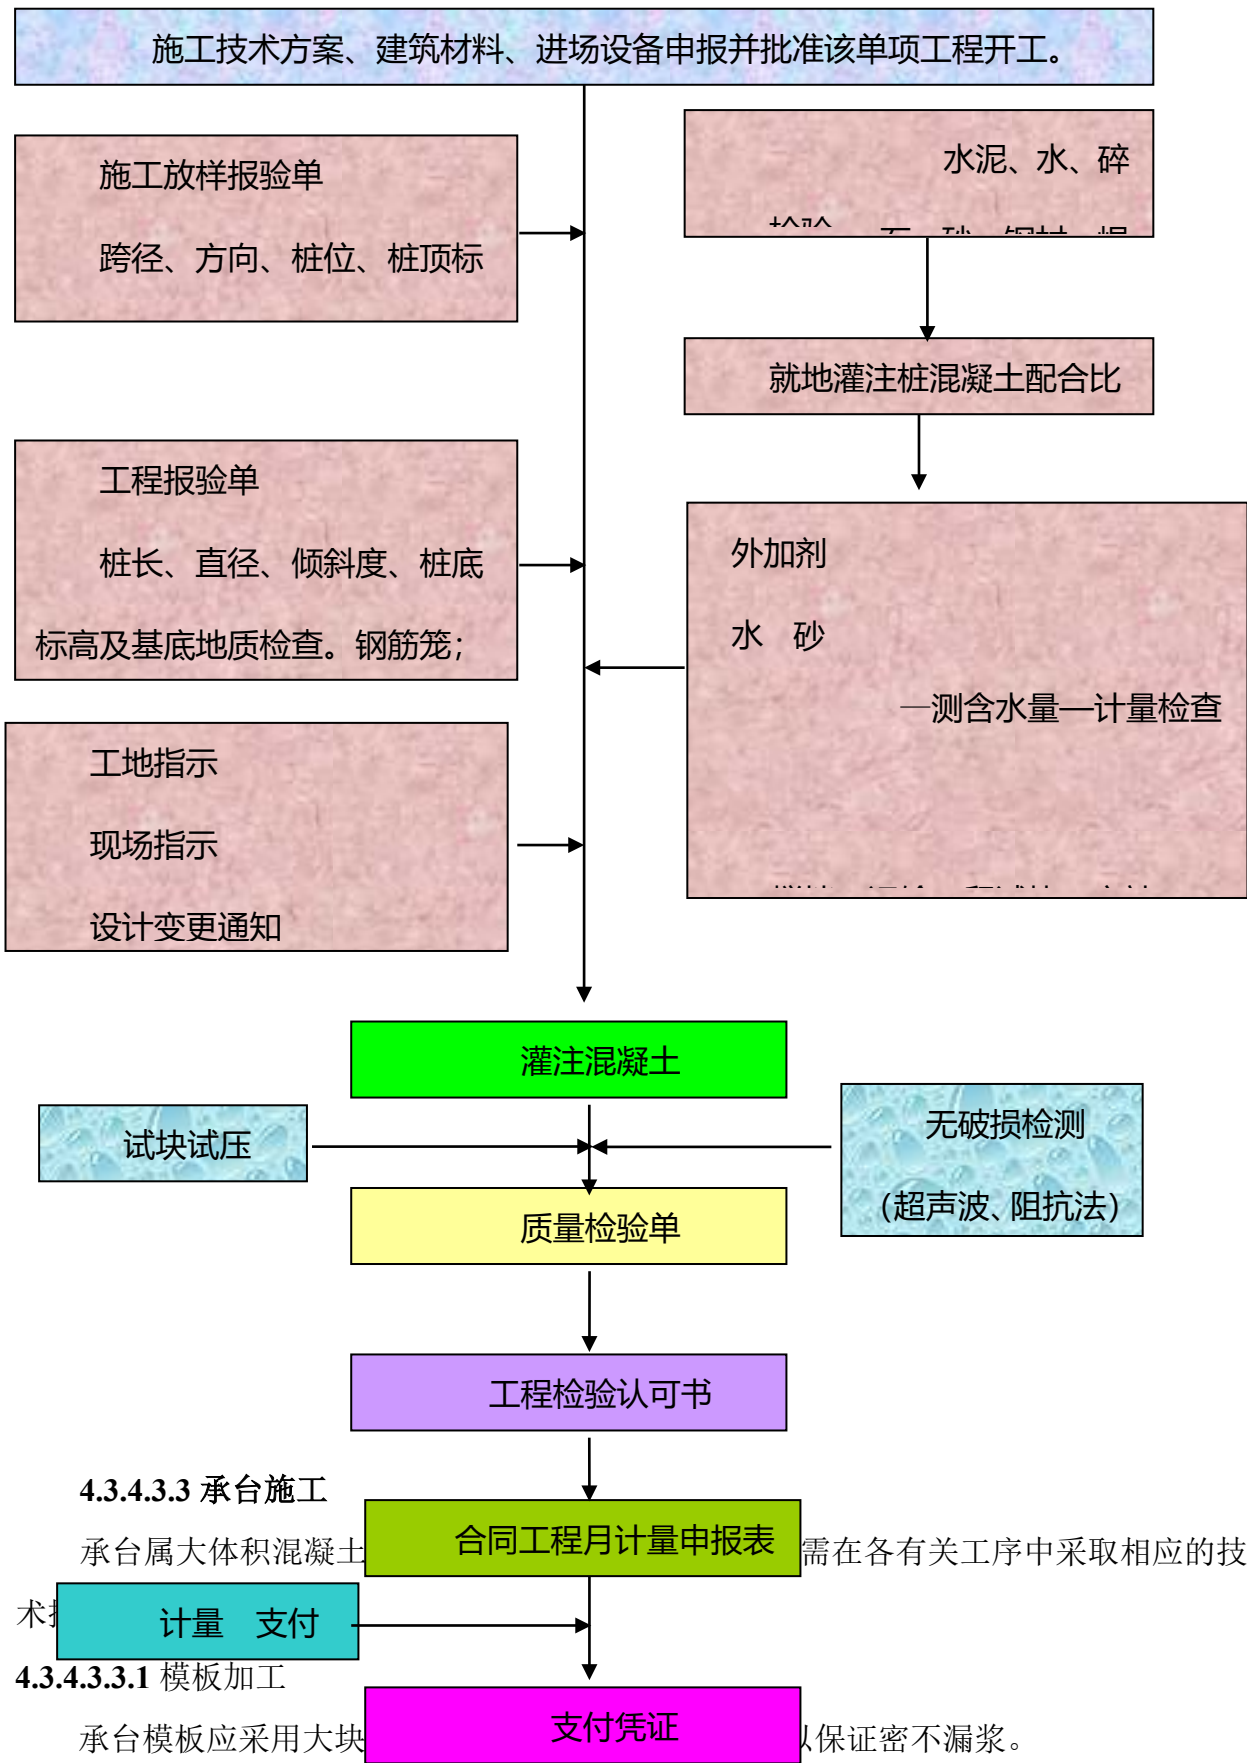 施工技术方案、建筑材料、进场设备申报并批准该单项工程开工。
施工放样报验单
跨径、方向、桩位、桩顶标
水泥、水、碎
就地灌注桩混凝土配合比
工程报验单
桩长、直径、倾斜度、桩底
标高及基底地质检查。钢筋笼；
外加剂
水 砂
—测含水量—计量检查
工地指示
现场指示
设计变更通知
灌注混凝土
试块试压
无破损检测
（超声波、阻抗法）
质量检验单
工程检验认可书
4.3.4.3.3 承台施工
合同工程月计量申报表
承台属大体积混凝土 需在各有关工序中采取相应的技
术
计量 支付
4.3.4.3.3.1 模板加工
支付凭证
承台模板应采用大块 以保证密不漏浆。